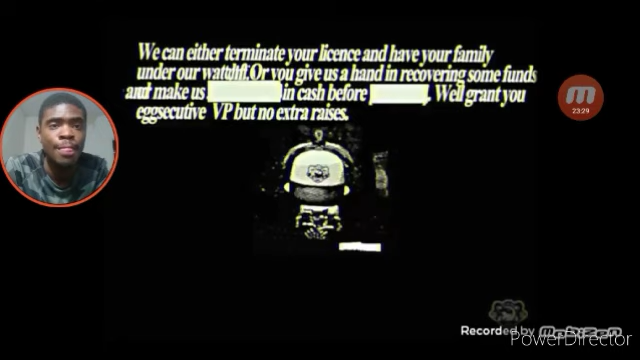 We can either terminate your licence and have your family
under our watchlift.Or you give us a hand in recovering some funds
and make us in cash before . Well grant you
eggsecutive VP but no extra raises.
23:29
Recorded by
PowerDirector